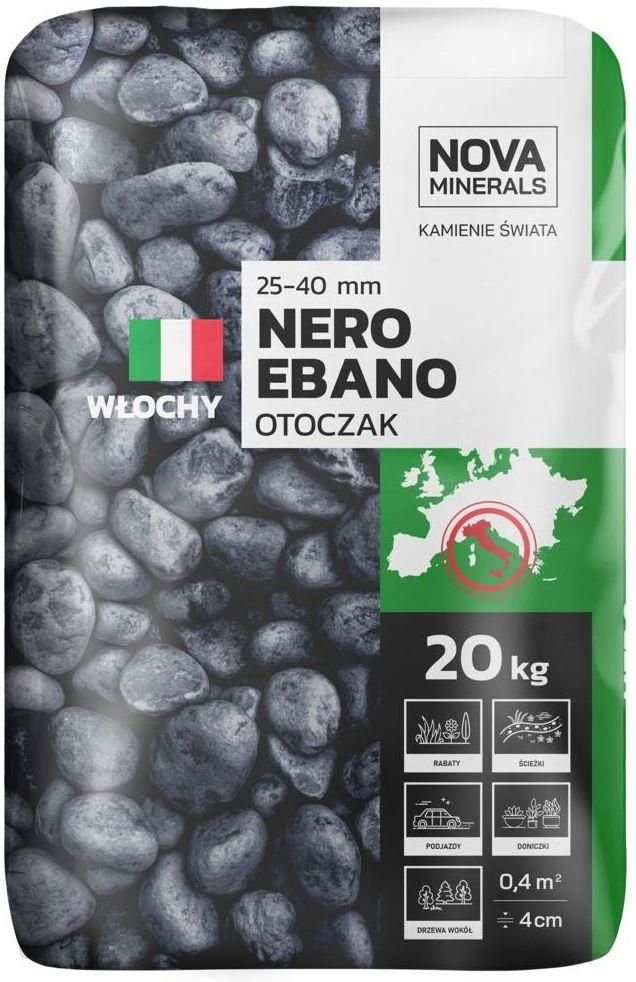 NOVA
MINERALS
KAMIENIE ŚWIATA
25-40 mm
NERO
EBANO
OTOCZAK
WŁOCHY
20 kg
RABATY
ŚCIEŻKI
PODJAZDY
DONICZKI
DRZEWA WOKÓŁ
0,4 m²
4cm